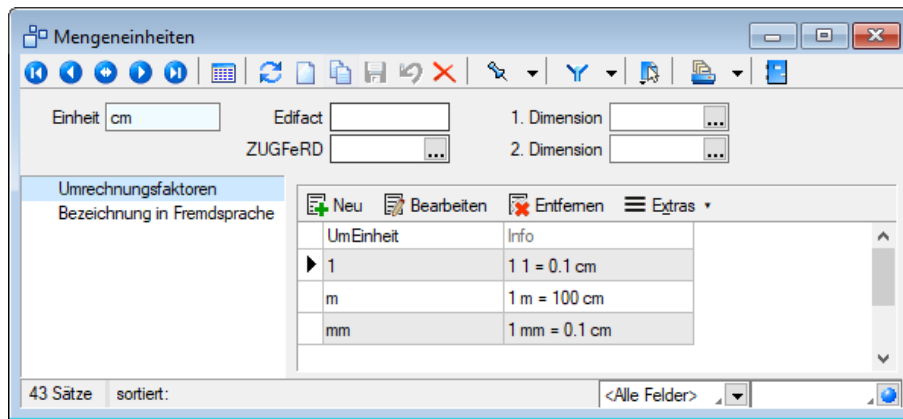 Mengeneinheiten
Einheit cm Edifact 1. Dimension ...
ZUGFeRD ... 2. Dimension ...
Umrechnungsfaktoren
Bezeichnung in Fremdsprache
Neu Bearbeiten Entfernen Extras
UmEinheit Info
1 1 1 = 0.1 cm
m 1 m = 100 cm
mm 1 mm = 0.1 cm
43 Sätze sortiert: <Alle Felder>